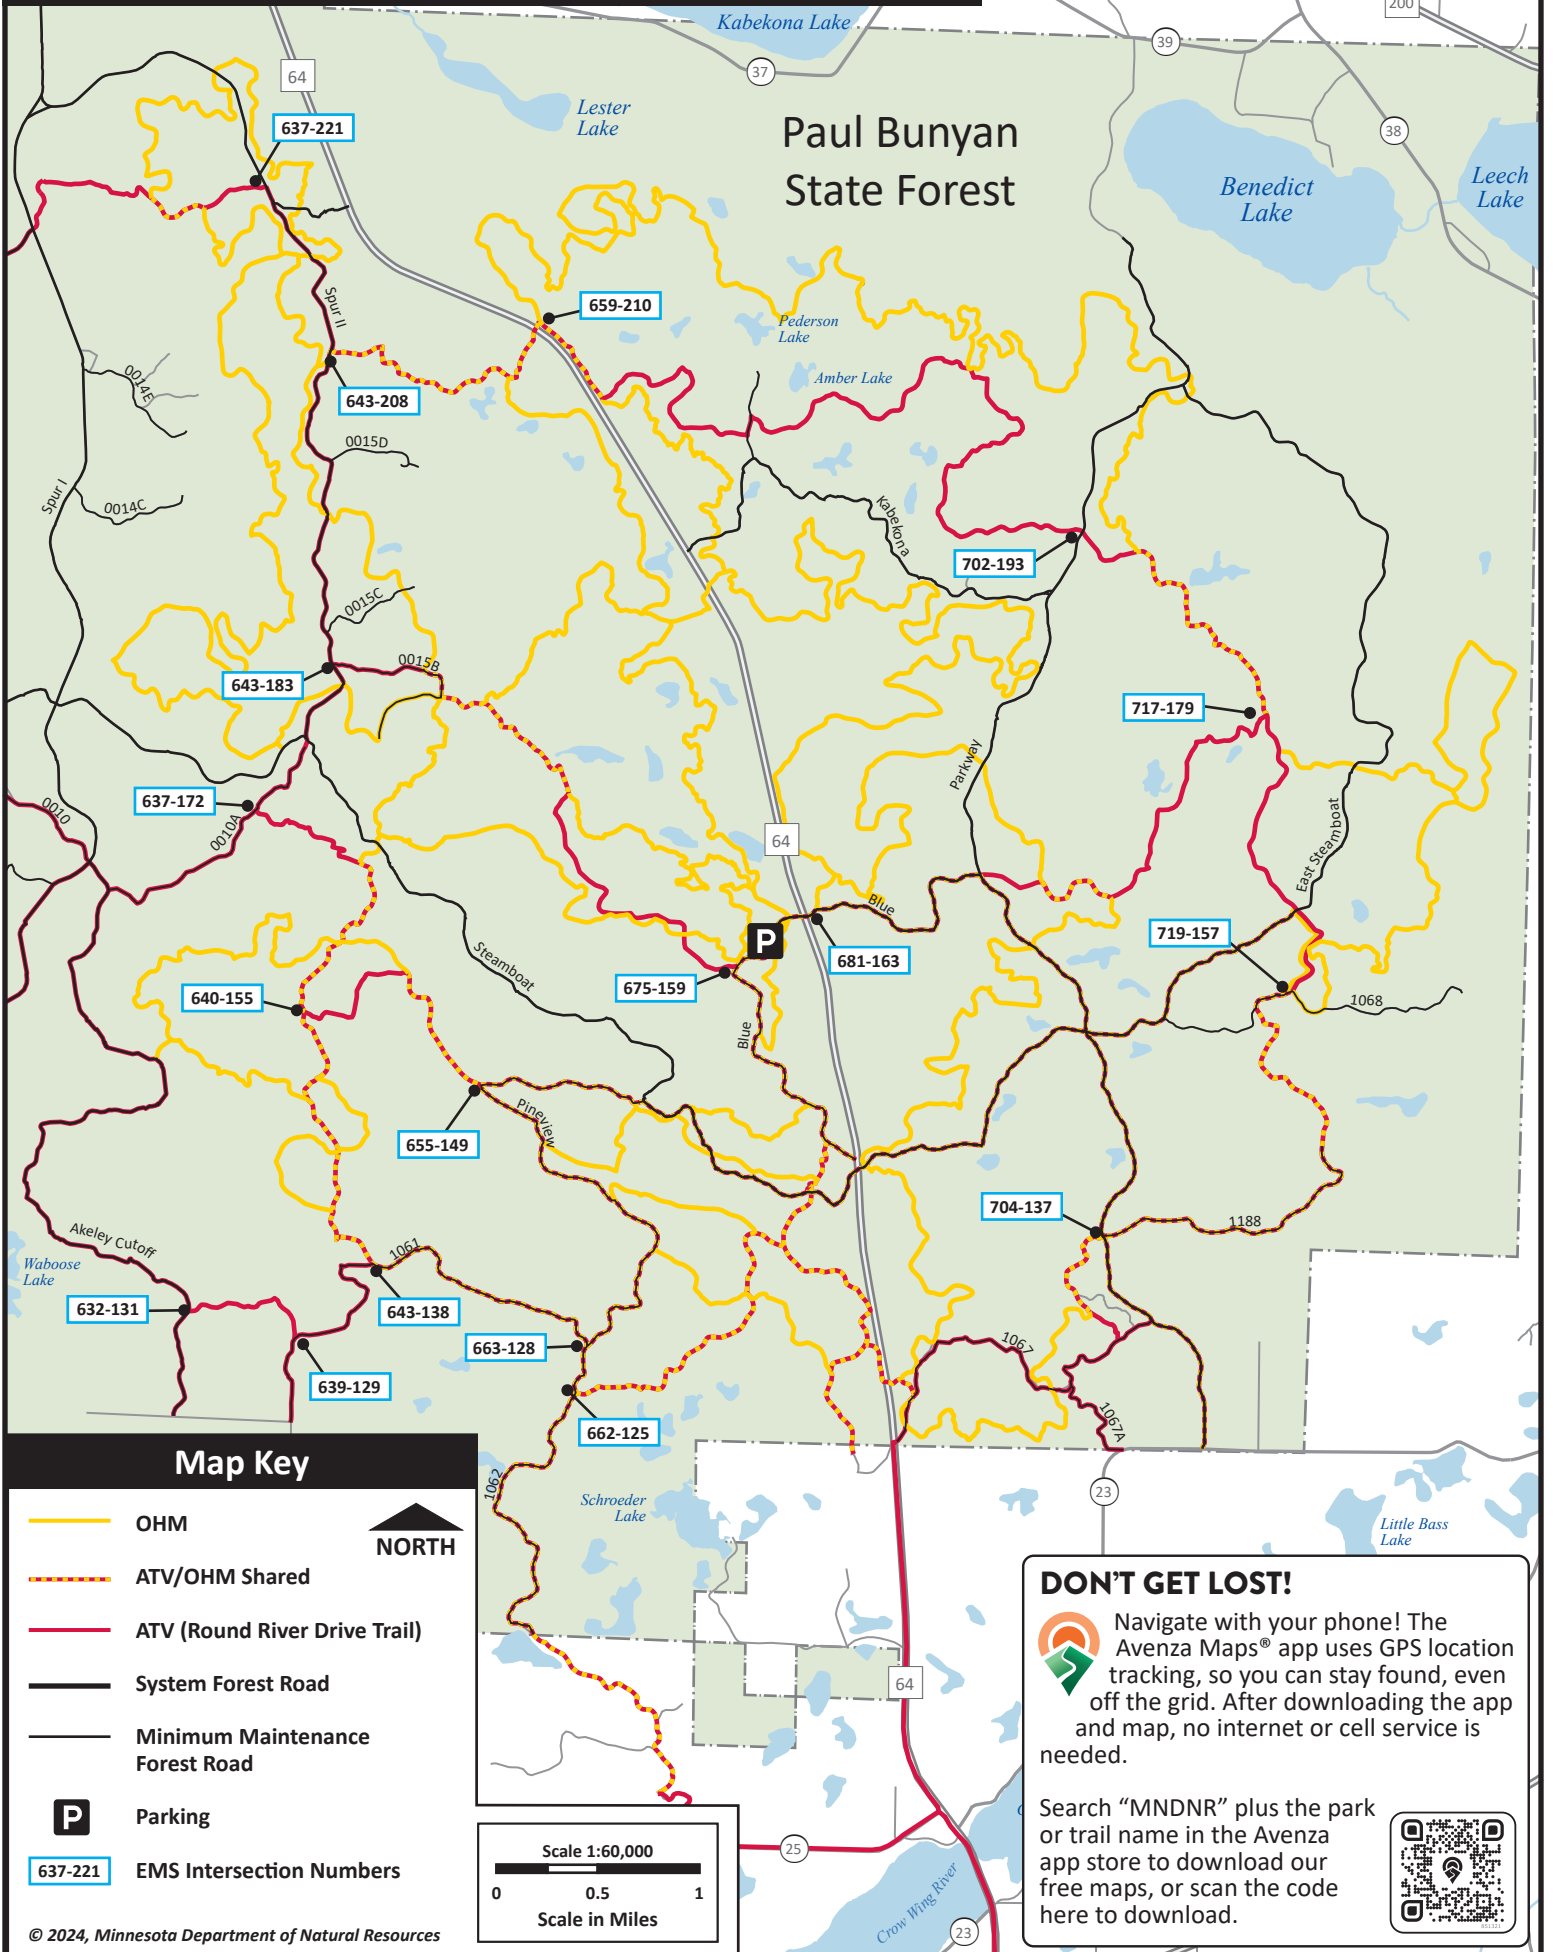 Kabekona Lake
200
39
64
37
Lester
Lake
637-221
Paul Bunyan
State Forest
38
Benedict
Lake
Leech
Lake
Spur II
659-210
Pederson
Lake
Amber Lake
0014E
643-208
0015D
Spur I
0014C
Kabekona
702-193
0015C
0015B
643-183
717-179
Parkway
637-172
0010
0010A
64
East Steamboat
Blue
P
719-157
681-163
Steamboat
675-159
640-155
1068
Blue
Pineview
655-149
704-137
1188
Akeley Cutoff
1061
Waboose
Lake
632-131
643-138
663-128
1067
639-129
1067A
662-125
1062
23
Schroeder
Lake
Little Bass
Lake
64
25
Crow Wing River
23
Map Key
OHM
NORTH
ATV/OHM Shared
ATV (Round River Drive Trail)
System Forest Road
Minimum Maintenance
Forest Road
P Parking
637-221 EMS Intersection Numbers
© 2024, Minnesota Department of Natural Resources
Scale 1:60,000
0 0.5 1
Scale in Miles
DON'T GET LOST!
Navigate with your phone! The
Avenza Maps® app uses GPS location
tracking, so you can stay found, even
off the grid. After downloading the app
and map, no internet or cell service is
needed.
Search “MNDNR” plus the park
or trail name in the Avenza
app store to download our
free maps, or scan the code
here to download.